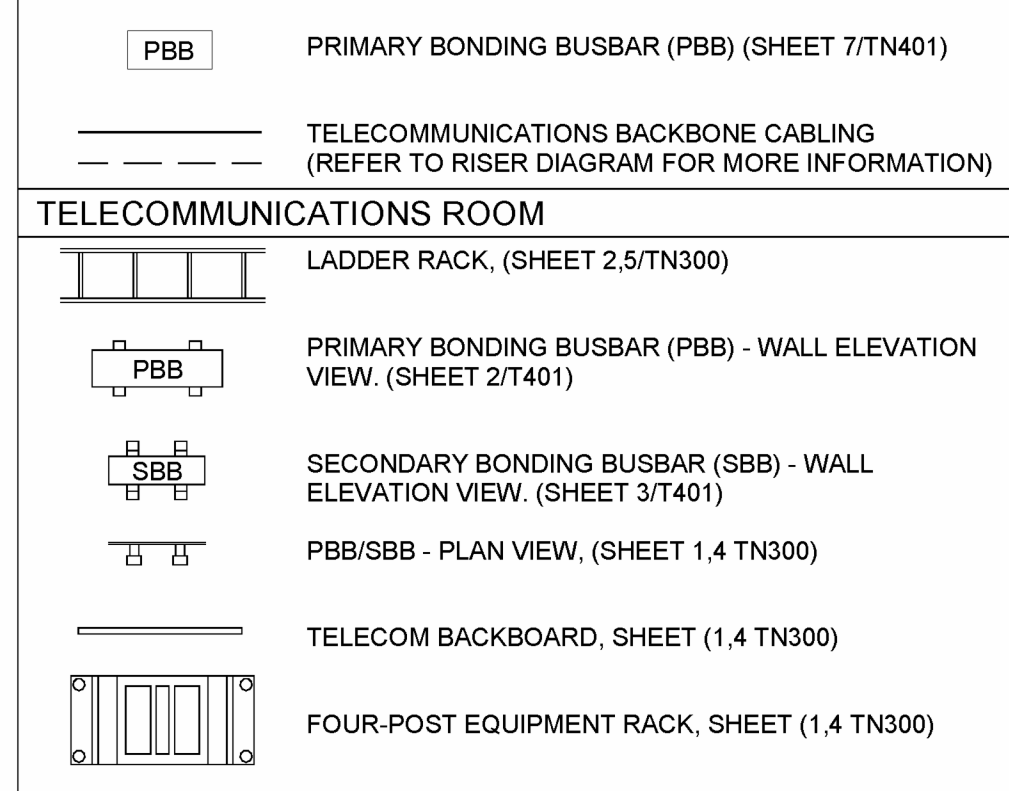 PBB
PRIMARY BONDING BUSBAR (PBB) (SHEET 7/TN401)
TELECOMMUNICATIONS BACKBONE CABLING
(REFER TO RISER DIAGRAM FOR MORE INFORMATION)
TELECOMMUNICATIONS ROOM
LADDER RACK, (SHEET 2,5/TN300)
PBB
PRIMARY BONDING BUSBAR (PBB) - WALL ELEVATION
VIEW. (SHEET 2/T401)
SBB
SECONDARY BONDING BUSBAR (SBB) - WALL
ELEVATION VIEW. (SHEET 3/T401)
PBB/SBB - PLAN VIEW, (SHEET 1,4 TN300)
TELECOM BACKBOARD, SHEET (1,4 TN300)
FOUR-POST EQUIPMENT RACK, SHEET (1,4 TN300)